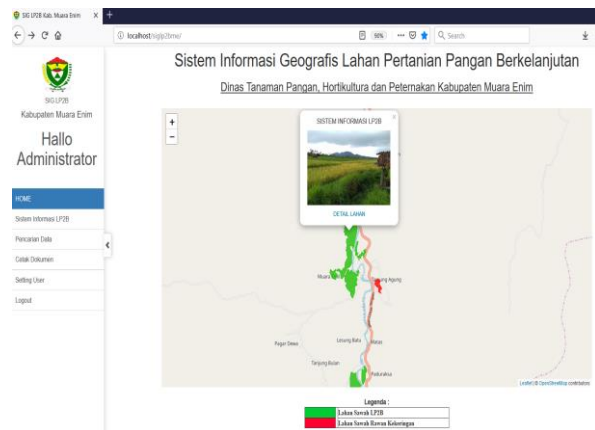 SIG LP2B Kab. Muara Enim
localhost/siglp2bme/
50%
Search
SIG LP2B
Kabupaten Muara Enim
Hallo
Administrator
HOME
Sistem Informasi LP2B
Pencarian Data
Cetak Dokumen
Setting User
Logout
Sistem Informasi Geografis Lahan Pertanian Pangan Berkelanjutan
Dinas Tanaman Pangan, Hortikultura dan Peternakan Kabupaten Muara Enim
+
−
SISTEM INFORMASI LP2B
DETAIL LAHAN
Muara
Agung
Pagar Dewa
Lesung Batu
Tanjung Bulan
Leaflet | © OpenStreetMap contributors
Legenda :
Lahan Sawah LP2B
Lahan Sawah Rawan Kekeringan